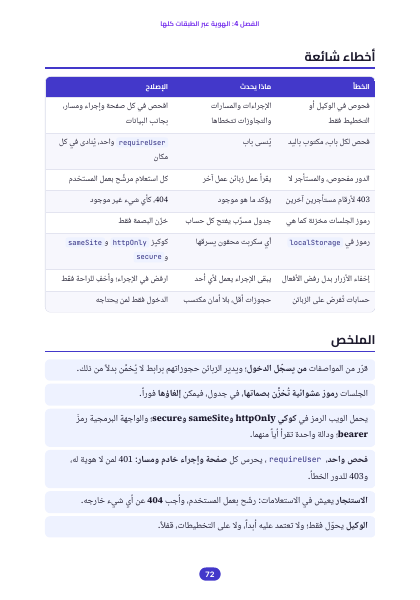 الفصل 4: الهوية عبر الطبقات كلها
أخطاء شائعة
الخطأ ماذا يحدث الإصلاح
فحوص في الوكيل أو الإجراءات والمسارات افحص في كل صفحة وإجراء ومسار،
التخطيط فقط والتجاوزات تتخطاها بجانب البيانات
فحص لكل باب، مكتوب باليد يُنسى باب requireUser واحد، يُنادى في كل
مكان
الدور مفحوص، والمستأجر لا يقرأ عمل زبائن عمل آخر كل استعلام مرشَّح بعمل المستخدم
403 لأرقام مستأجرين آخرين يؤكد ما هو موجود 404، كأي شيء غير موجود
رموز الجلسات مخزنة كما هي جدول مسرَّب يفتح كل حساب خزّن البصمة فقط
رموز في localStorage أي سكربت محقون يسرقها كوكيز httpOnly و sameSite
و secure
إخفاء الأزرار بدل رفض الأفعال يبقى الإجراء يعمل لأي أحد ارفض في الإجراء؛ وأخفِ للراحة فقط
حسابات تُفرض على الزبائن حجوزات أقل، بلا أمان مكتسب الدخول فقط لمن يحتاجه
الملخص
قرّر من المواصفات من يسجّل الدخول؛ ويدير الزبائن حجوزاتهم برابط لا يُخمَّن بدلاً من ذلك.
الجلسات رموز عشوائية تُخزَّن بصماتها، في جدول، فيمكن إلغاؤها فوراً.
يحمل الويب الرمز في كوكي httpOnly وsameSite وsecure؛ والواجهة البرمجية رمزَ
bearer؛ ودالة واحدة تقرأ أياً منهما.
فحص واحد، requireUser، يحرس كل صفحة وإجراء خادم ومسار: 401 لمن لا هوية له،
و403 للدور الخطأ.
الاستئجار يعيش في الاستعلامات: رشّح بعمل المستخدم، وأجب 404 عن أي شيء خارجه.
الوكيل يحوّل فقط؛ ولا تعتمد عليه أبداً، ولا على التخطيطات، قفلاً.
72